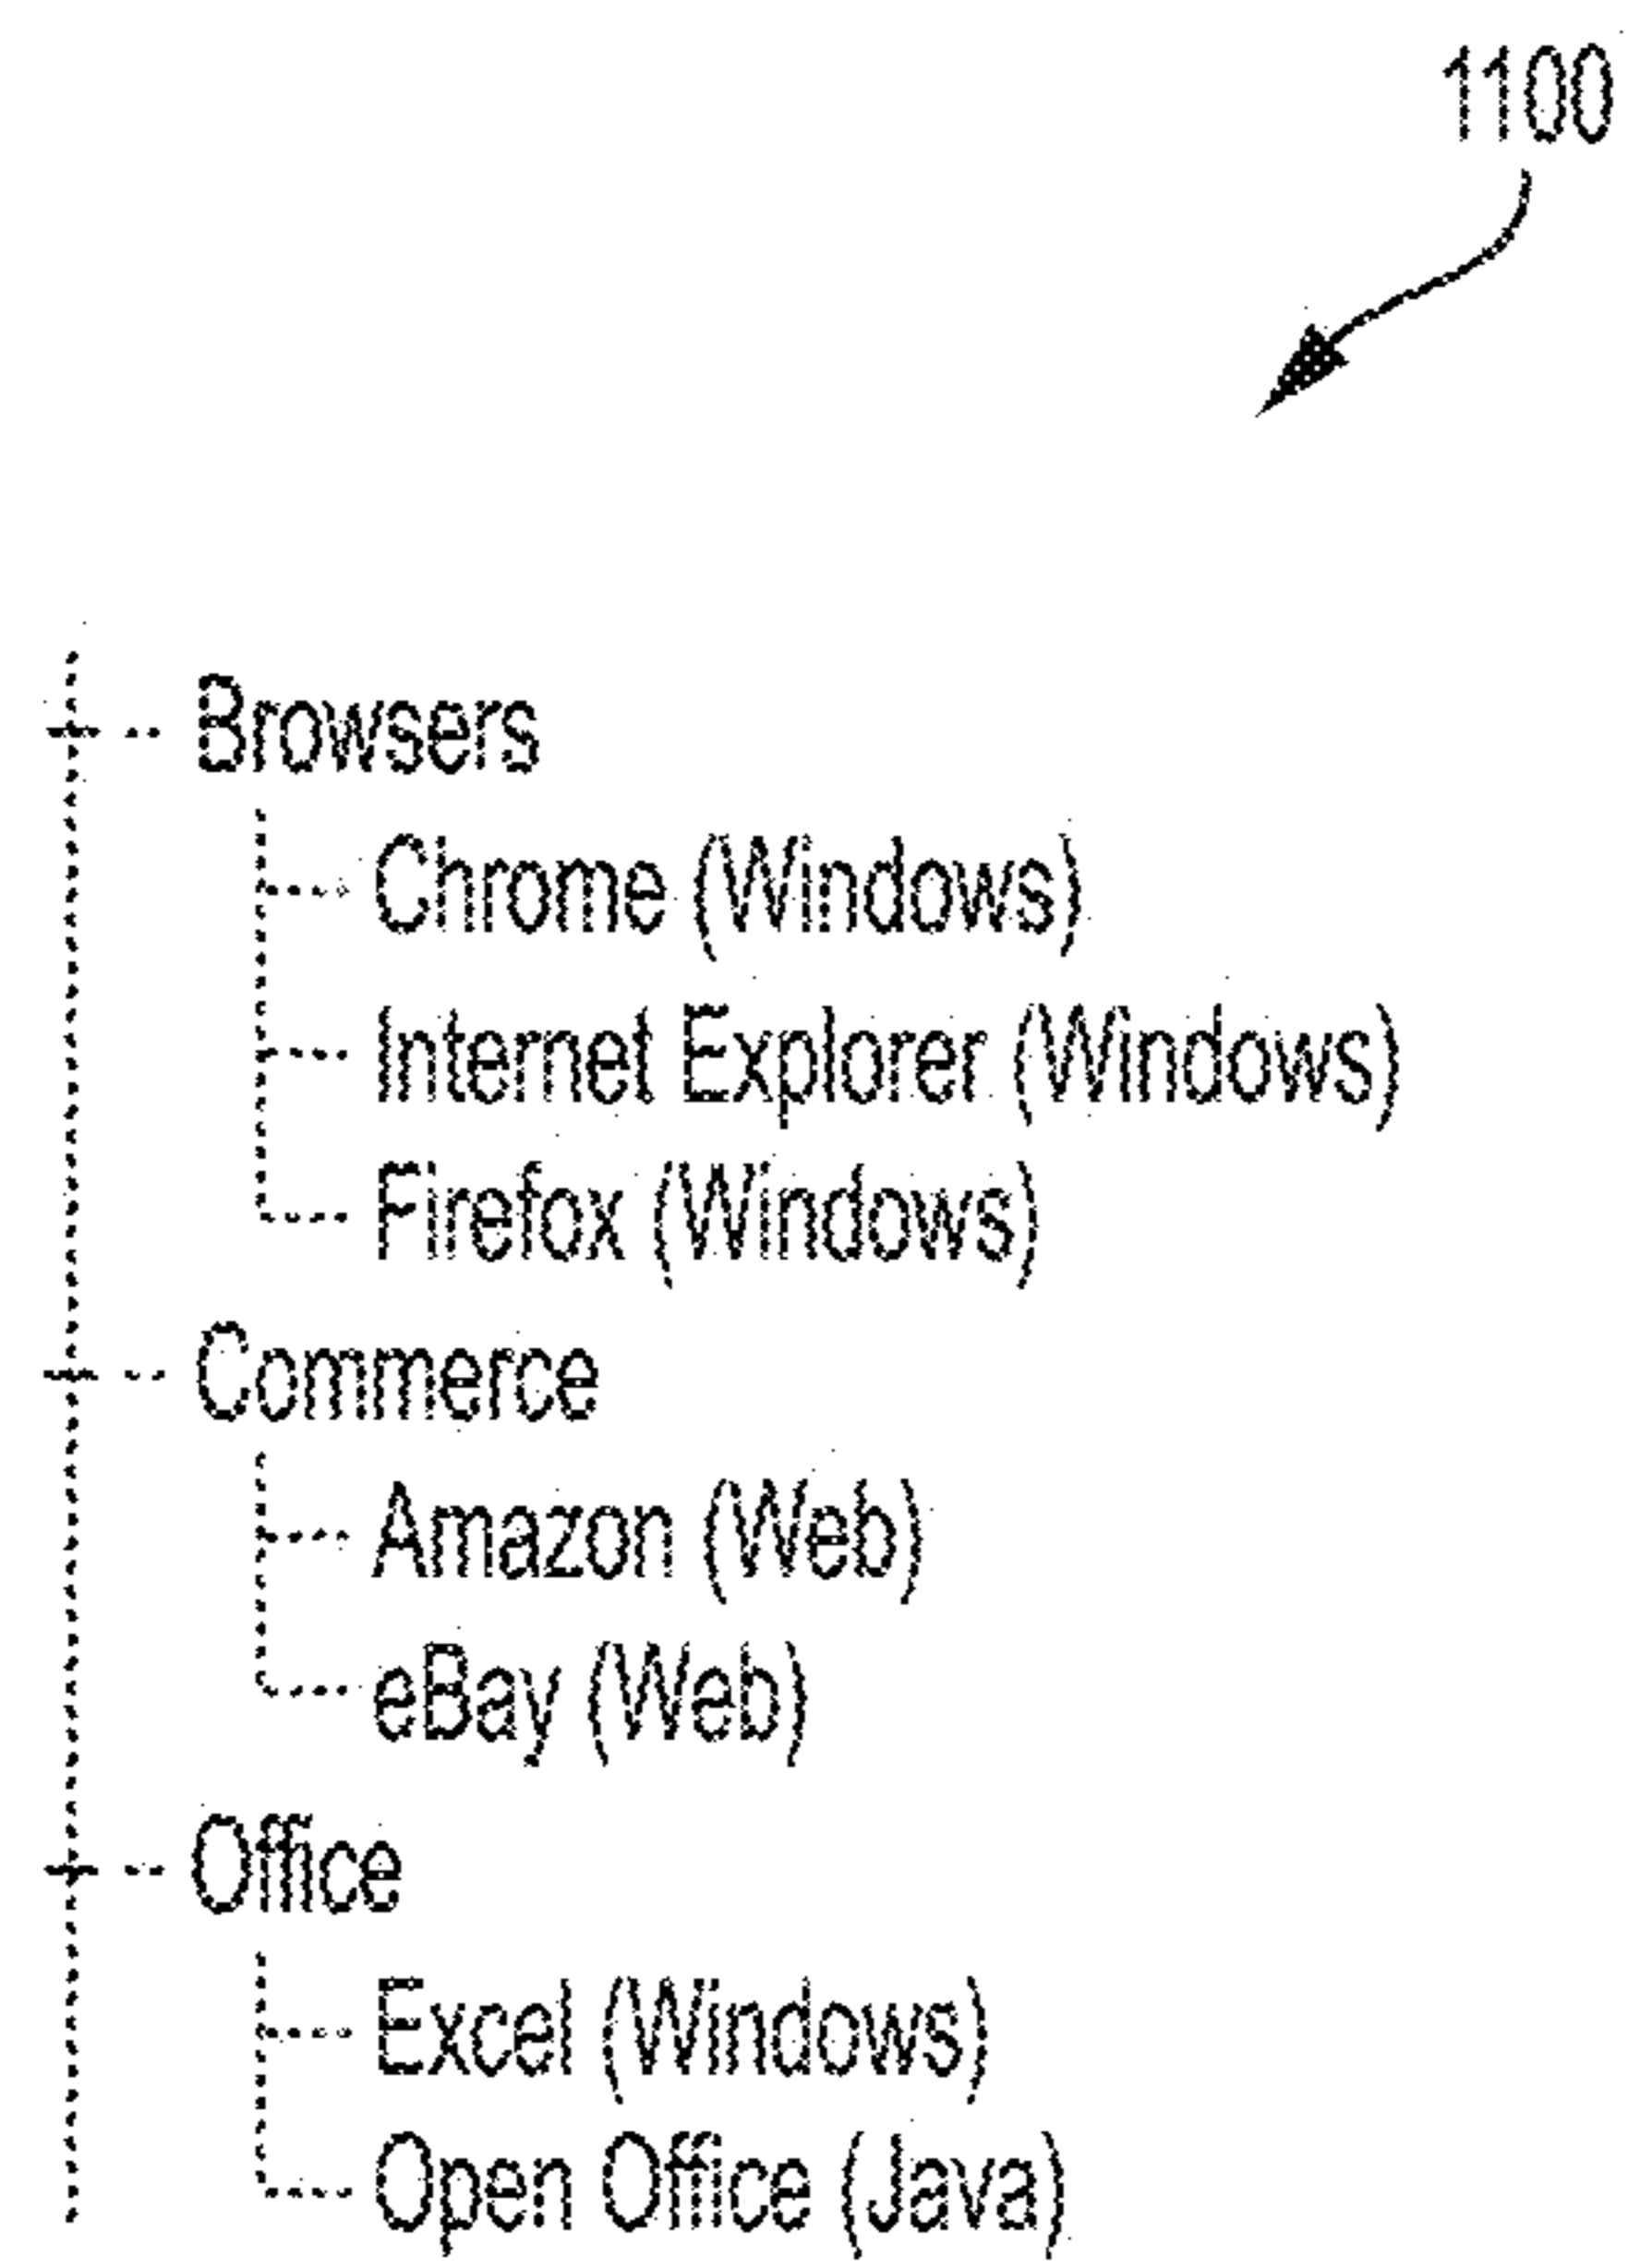 1100
Browsers
Chrome (Windows)
Internet Explorer (Windows)
Firefox (Windows)
Commerce
Amazon (Web)
eBay (Web)
Office
Excel (Windows)
Open Office (Java)